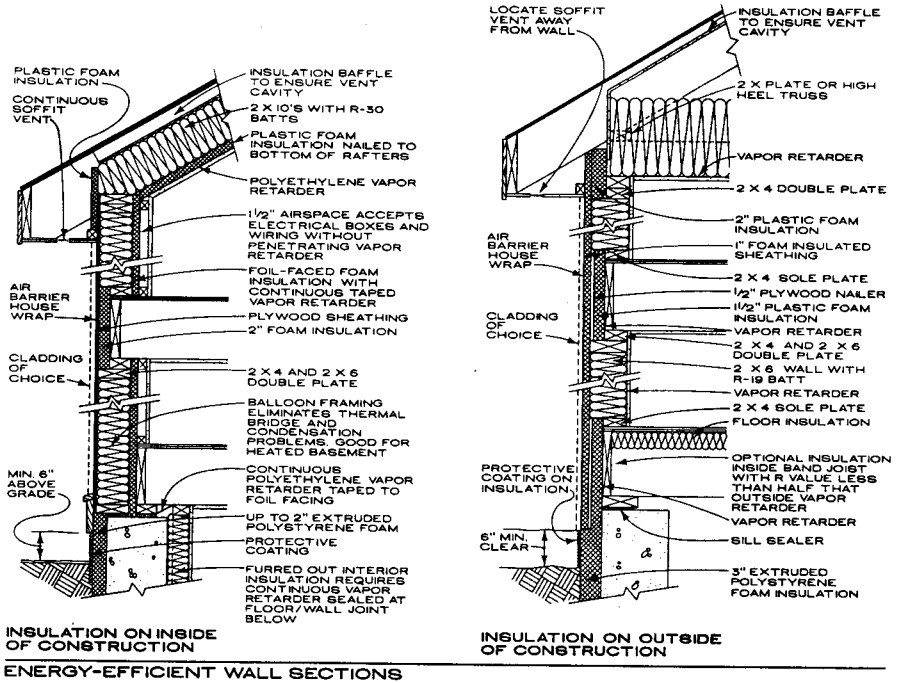 PLASTIC FOAM
INSULATION
CONTINUOUS
SOFFIT
VENT
INSULATION BAFFLE
TO ENSURE VENT
CAVITY
2 X 10'S WITH R-30
BATTS
PLASTIC FOAM
INSULATION NAILED TO
BOTTOM OF RAFTERS
POLYETHYLENE VAPOR
RETARDER
1 1/2" AIRSPACE ACCEPTS
ELECTRICAL BOXES AND
WIRING WITHOUT
PENETRATING VAPOR
RETARDER
FOIL-FACED FOAM
INSULATION WITH
CONTINUOUS TAPED
VAPOR RETARDER
AIR
BARRIER
HOUSE
WRAP
PLYWOOD SHEATHING
2" FOAM INSULATION
CLADDING
OF
CHOICE
2 X 4 AND 2 X 6
DOUBLE PLATE
BALLOON FRAMING
ELIMINATES THERMAL
BRIDGE AND
CONDENSATION
PROBLEMS. GOOD FOR
HEATED BASEMENT
MIN. 6"
ABOVE
GRADE
CONTINUOUS
POLYETHYLENE VAPOR
RETARDER TAPED TO
FOIL FACING
UP TO 2" EXTRUDED
POLYSTYRENE FOAM
PROTECTIVE
COATING
FURRED OUT INTERIOR
INSULATION REQUIRES
CONTINUOUS VAPOR
RETARDER SEALED AT
FLOOR/WALL JOINT
BELOW
INSULATION ON INSIDE
OF CONSTRUCTION
LOCATE SOFFIT
VENT AWAY
FROM WALL
INSULATION BAFFLE
TO ENSURE VENT
CAVITY
2 X PLATE OR HIGH
HEEL TRUSS
VAPOR RETARDER
2 X 4 DOUBLE PLATE
2" PLASTIC FOAM
INSULATION
AIR
BARRIER
HOUSE
WRAP
1" FOAM INSULATED
SHEATHING
2 X 4 SOLE PLATE
1/2" PLYWOOD NAILER
1 1/2" PLASTIC FOAM
INSULATION
CLADDING
OF
CHOICE
VAPOR RETARDER
2 X 4 AND 2 X 6
DOUBLE PLATE
2 X 6 WALL WITH
R-19 BATT
VAPOR RETARDER
2 X 4 SOLE PLATE
FLOOR INSULATION
PROTECTIVE
COATING ON
INSULATION
OPTIONAL INSULATION
INSIDE BAND JOIST
WITH R VALUE LESS
THAN HALF THAT
OUTSIDE VAPOR
RETARDER
VAPOR RETARDER
6" MIN.
CLEAR
SILL SEALER
3" EXTRUDED
POLYSTYRENE
FOAM INSULATION
INSULATION ON OUTSIDE
OF CONSTRUCTION
ENERGY-EFFICIENT WALL SECTIONS